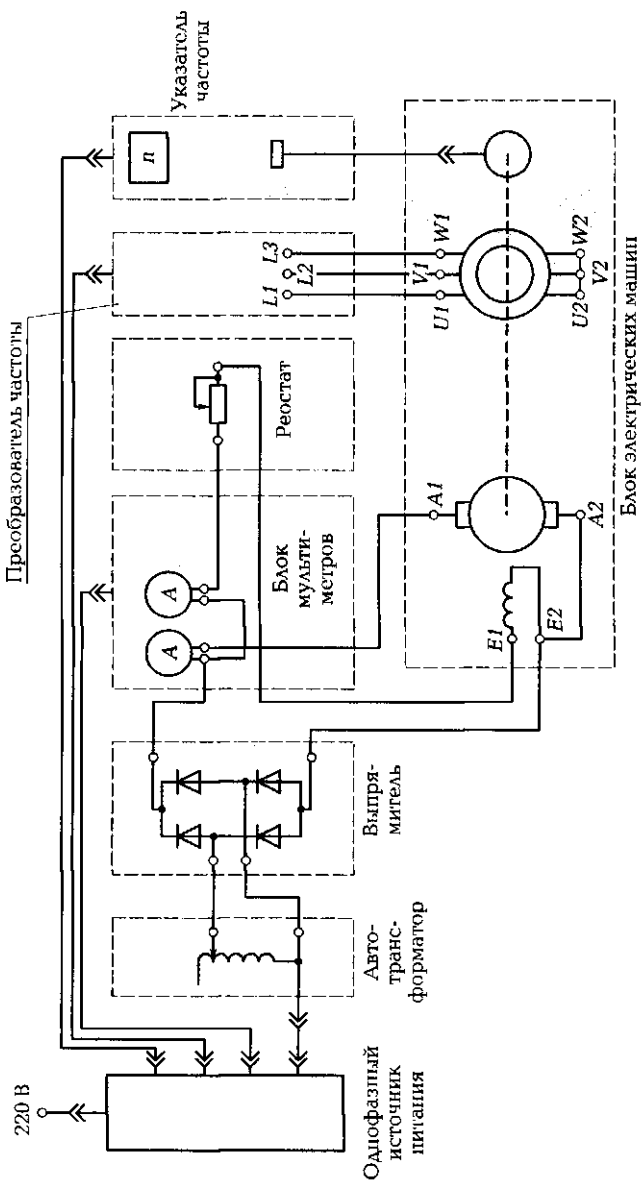 220 В
Однофазный
источник
питания
Авто-
транс-
форматор
Выпря-
митель
А
А
Блок
мульти-
метров
Реостат
Преобразователь частоты
L1
L2
L3
n
Указатель
частоты
E1
E2
A1
A2
U1
V1
W1
U2
V2
W2
Блок электрических машин